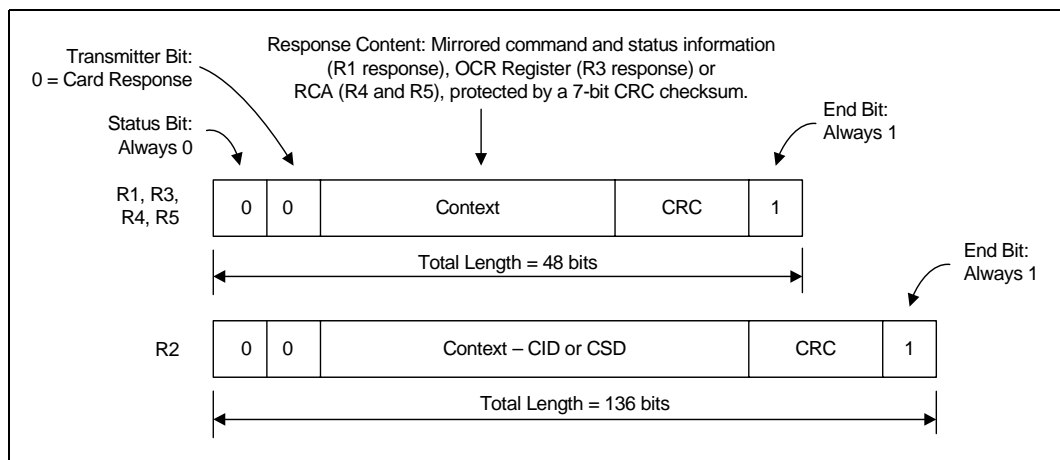 Transmitter Bit:
0 = Card Response
Response Content: Mirrored command and status information
(R1 response), OCR Register (R3 response) or
RCA (R4 and R5), protected by a 7-bit CRC checksum.
Status Bit:
Always 0
End Bit:
Always 1
R1, R3,
R4, R5
0 0 Context CRC 1
Total Length = 48 bits
End Bit:
Always 1
R2
0 0 Context – CID or CSD CRC 1
Total Length = 136 bits